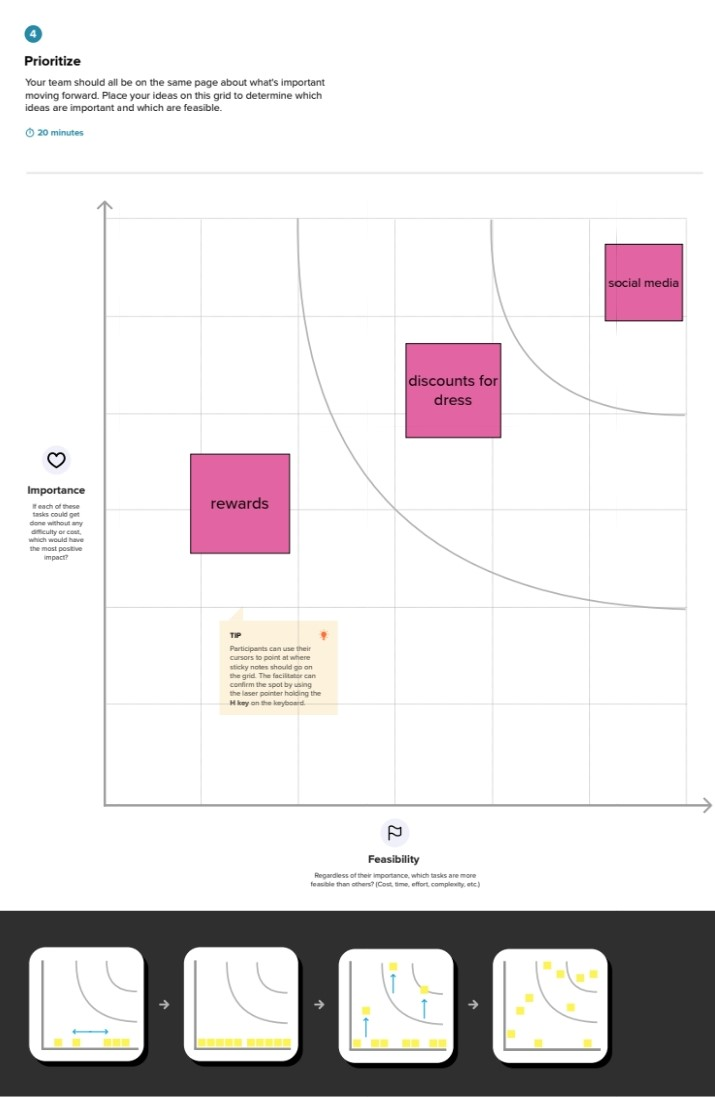 4
Prioritize
Your team should all be on the same page about what's important
moving forward. Place your ideas on this grid to determine which
ideas are important and which are feasible.
20 minutes
social media
discounts for
dress
rewards
Importance
If each of these
tasks could get
done without any
difficulty or cost,
which would have
the most positive
impact?
TIP
Participants can use their
cursors to point at where
sticky notes should go on
the grid. The facilitator can
confirm the spot by using
the laser pointer holding the
H key on the keyboard.
Feasibility
Regardless of their importance, which tasks are more
feasible than others? (Cost, time, effort, complexity, etc.)